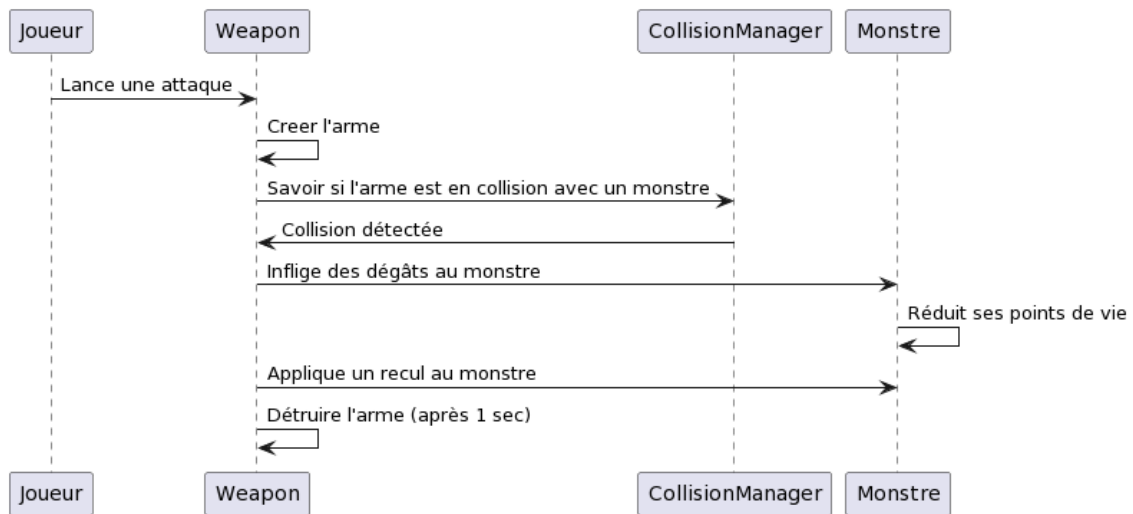 Joueur
Weapon
CollisionManager
Monstre
Lance une attaque
Creer l'arme
Savoir si l'arme est en collision avec un monstre
Collision détectée
Inflige des dégâts au monstre
Réduit ses points de vie
Applique un recul au monstre
Détruire l'arme (après 1 sec)
Joueur
Weapon
CollisionManager
Monstre